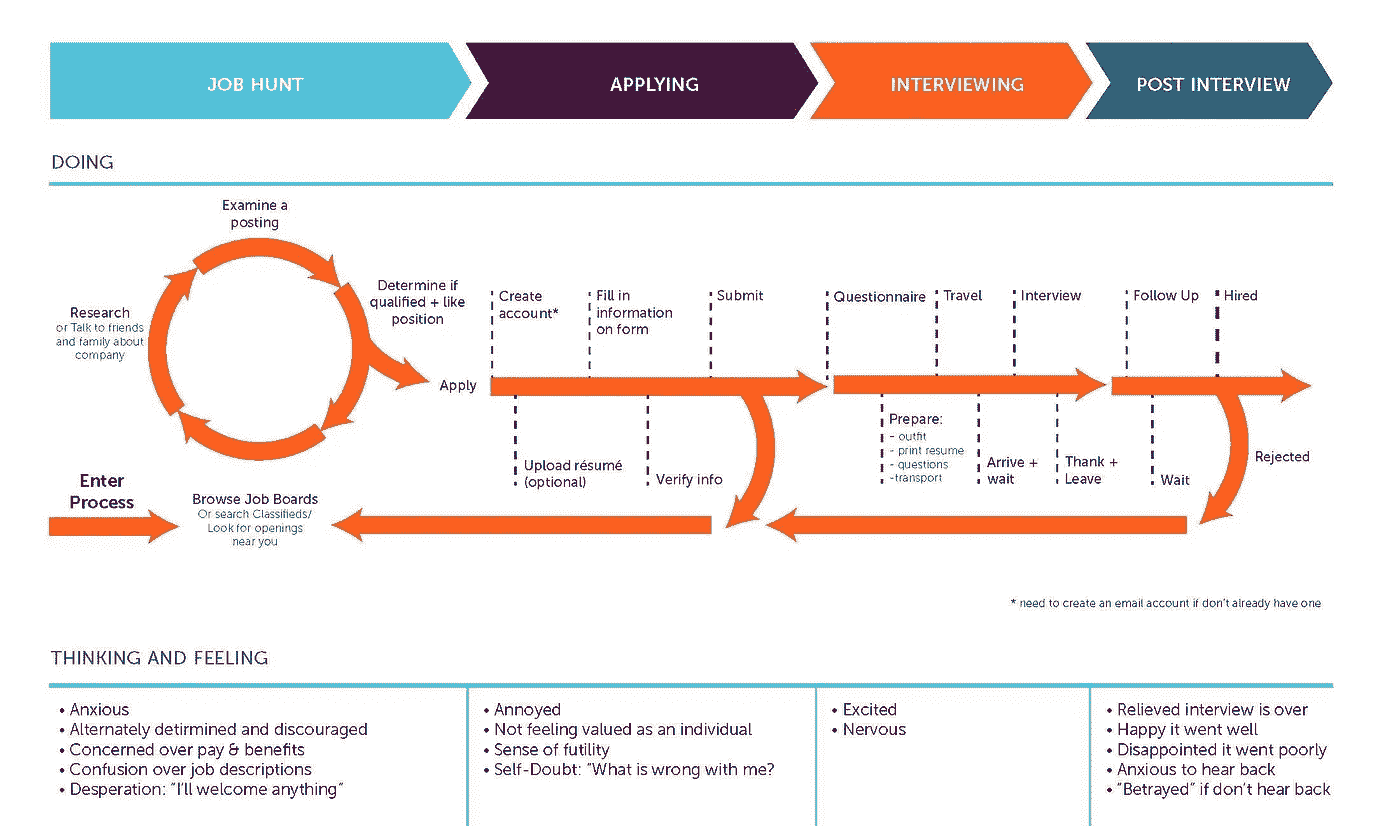 JOB HUNT
APPLYING
INTERVIEWING
POST INTERVIEW
DOING
Examine a
posting
Determine if
qualified + like
position
Research
or Talk to friends
and family about
company
Apply
Enter
Process
Browse Job Boards
Or search Classifieds/
Look for openings
near you
Create
account*
Fill in
information
on form
Submit
Upload résumé
(optional)
Verify info
Questionnaire
Travel
Interview
Prepare:
- outfit
- print resume
- questions
-transport
Arrive +
wait
Thank +
Leave
Follow Up
Hired
Wait
Rejected
* need to create an email account if don't already have one
THINKING AND FEELING
• Anxious
• Alternately detirmined and discouraged
• Concerned over pay & benefits
• Confusion over job descriptions
• Desperation: "I'll welcome anything"
• Annoyed
• Not feeling valued as an individual
• Sense of futility
• Self-Doubt: "What is wrong with me?
• Excited
• Nervous
• Relieved interview is over
• Happy it went well
• Disappointed it went poorly
• Anxious to hear back
• "Betrayed" if don't hear back